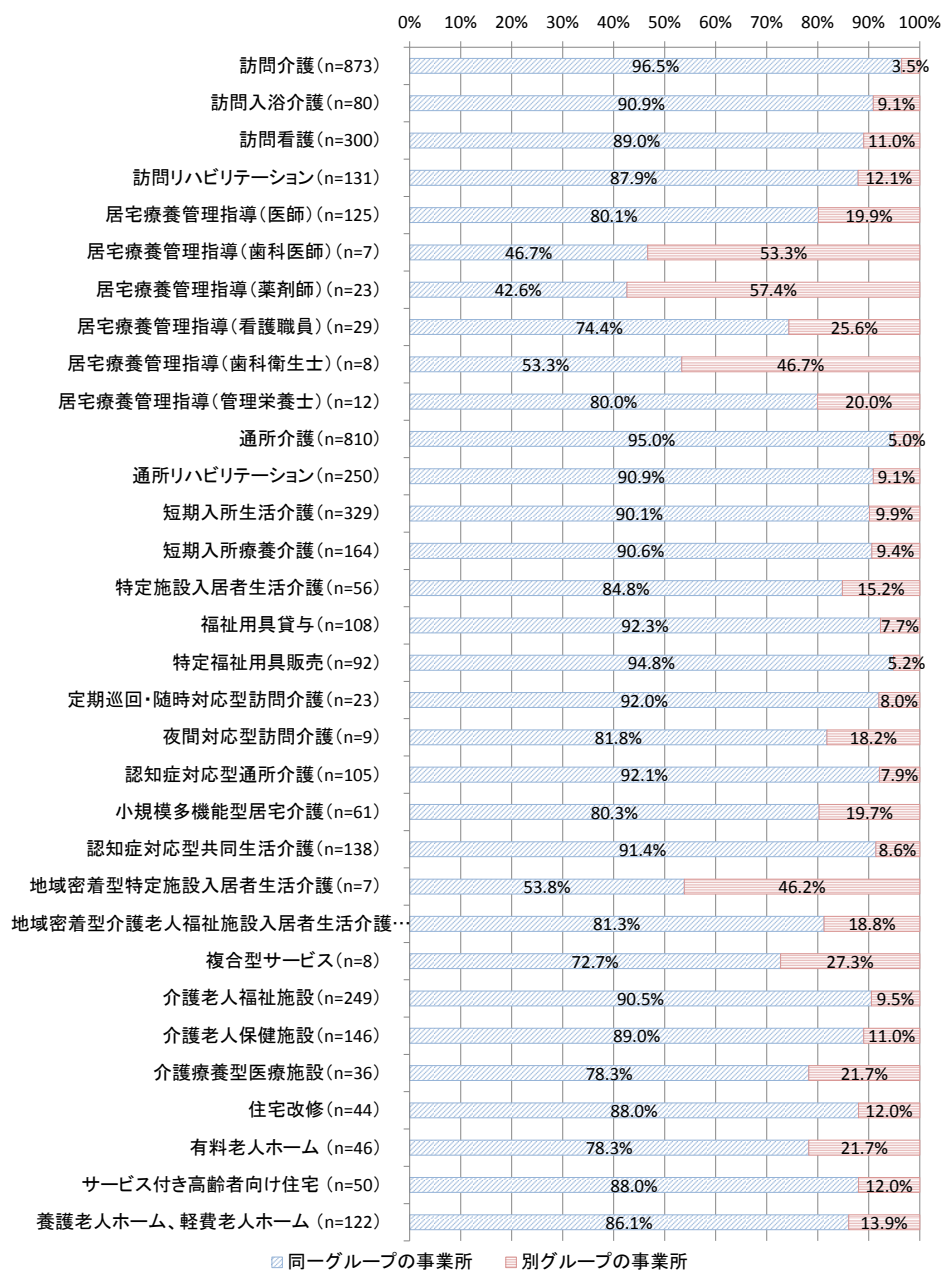 0% 10% 20% 30% 40% 50% 60% 70% 80% 90% 100%
訪問介護(n=873) 96.5% 3.5%
訪問入浴介護(n=80) 90.9% 9.1%
訪問看護(n=300) 89.0% 11.0%
訪問リハビリテーション(n=131) 87.9% 12.1%
居宅療養管理指導(医師)(n=125) 80.1% 19.9%
居宅療養管理指導(歯科医師)(n=7) 46.7% 53.3%
居宅療養管理指導(薬剤師)(n=23) 42.6% 57.4%
居宅療養管理指導(看護職員)(n=29) 74.4% 25.6%
居宅療養管理指導(歯科衛生士)(n=8) 53.3% 46.7%
居宅療養管理指導(管理栄養士)(n=12) 80.0% 20.0%
通所介護(n=810) 95.0% 5.0%
通所リハビリテーション(n=250) 90.9% 9.1%
短期入所生活介護(n=329) 90.1% 9.9%
短期入所療養介護(n=164) 90.6% 9.4%
特定施設入居者生活介護(n=56) 84.8% 15.2%
福祉用具貸与(n=108) 92.3% 7.7%
特定福祉用具販売(n=92) 94.8% 5.2%
定期巡回・随時対応型訪問介護(n=23) 92.0% 8.0%
夜間対応型訪問介護(n=9) 81.8% 18.2%
認知症対応型通所介護(n=105) 92.1% 7.9%
小規模多機能型居宅介護(n=61) 80.3% 19.7%
認知症対応型共同生活介護(n=138) 91.4% 8.6%
地域密着型特定施設入居者生活介護(n=7) 53.8% 46.2%
地域密着型介護老人福祉施設入居者生活介護… 81.3% 18.8%
複合型サービス(n=8) 72.7% 27.3%
介護老人福祉施設(n=249) 90.5% 9.5%
介護老人保健施設(n=146) 89.0% 11.0%
介護療養型医療施設(n=36) 78.3% 21.7%
住宅改修(n=44) 88.0% 12.0%
有料老人ホーム (n=46) 78.3% 21.7%
サービス付き高齢者向け住宅 (n=50) 88.0% 12.0%
養護老人ホーム、軽費老人ホーム (n=122) 86.1% 13.9%
同一グループの事業所 別グループの事業所